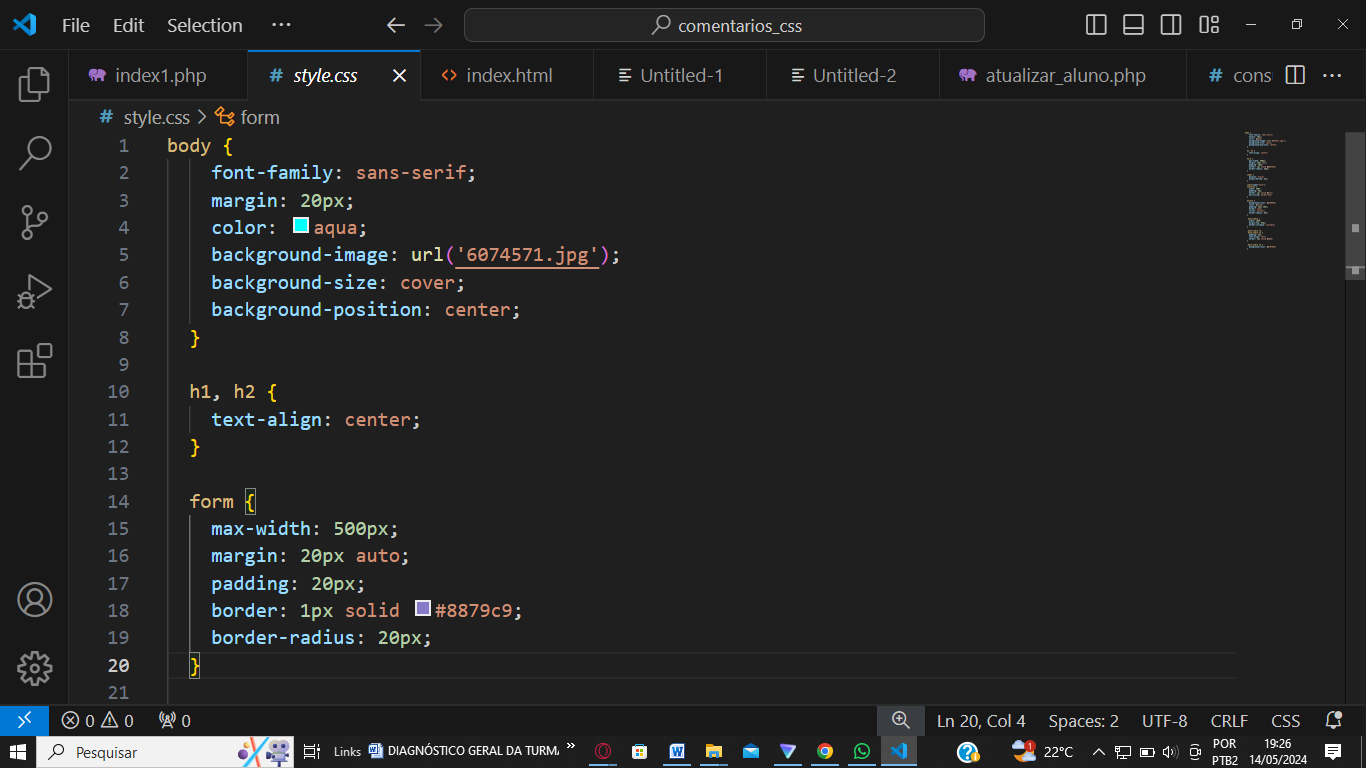 File Edit Selection ··· comentarios_css
index1.php # style.css index.html Untitled-1 Untitled-2 atualizar_aluno.php # cons ···
# style.css > form
1 body {
2 font-family: sans-serif;
3 margin: 20px;
4 color: aqua;
5 background-image: url('6074571.jpg');
6 background-size: cover;
7 background-position: center;
8 }
9
10 h1, h2 {
11 text-align: center;
12 }
13
14 form {
15 max-width: 500px;
16 margin: 20px auto;
17 padding: 20px;
18 border: 1px solid #8879c9;
19 border-radius: 20px;
20 }
21
0 0 0 Ln 20, Col 4 Spaces: 2 UTF-8 CRLF CSS
Pesquisar Links DIAGNÓSTICO GERAL DA TURMA » 1 22°C POR 19:26
PTB2 14/05/2024